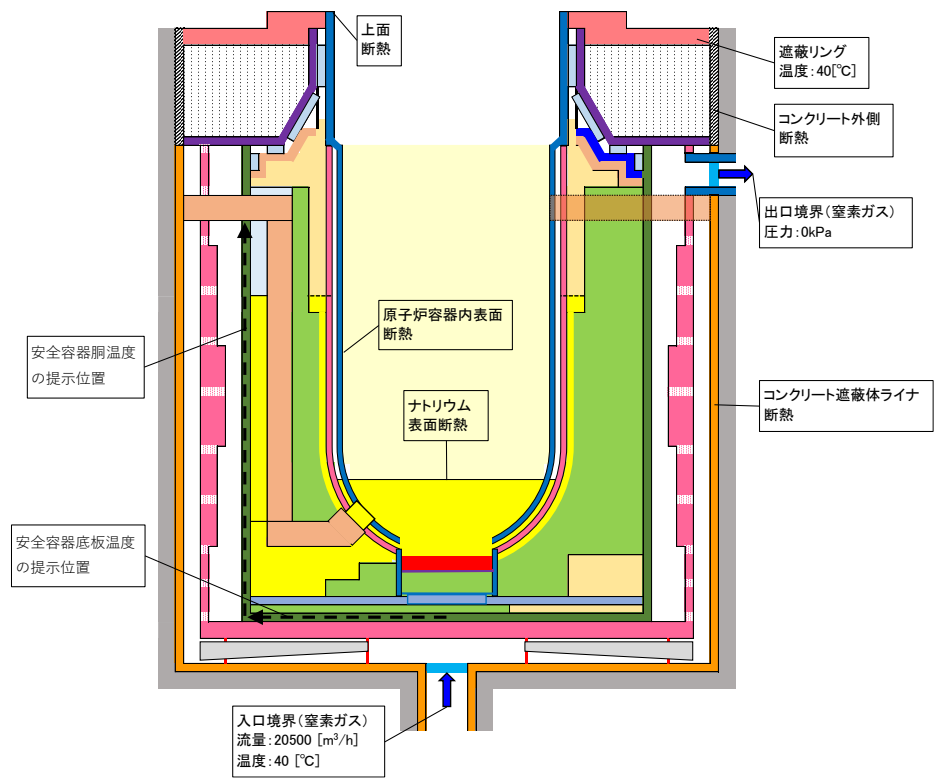 上面
断熱
遮蔽リング
温度：40[℃]
コンクリート外側
断熱
出口境界（窒素ガス）
圧力：0kPa
原子炉容器内表面
断熱
安全容器胴温度
の提示位置
ナトリウム
表面断熱
コンクリート遮蔽体ライナ
断熱
安全容器底板温度
の提示位置
入口境界（窒素ガス）
流量：20500 [m³/h]
温度：40 [℃]